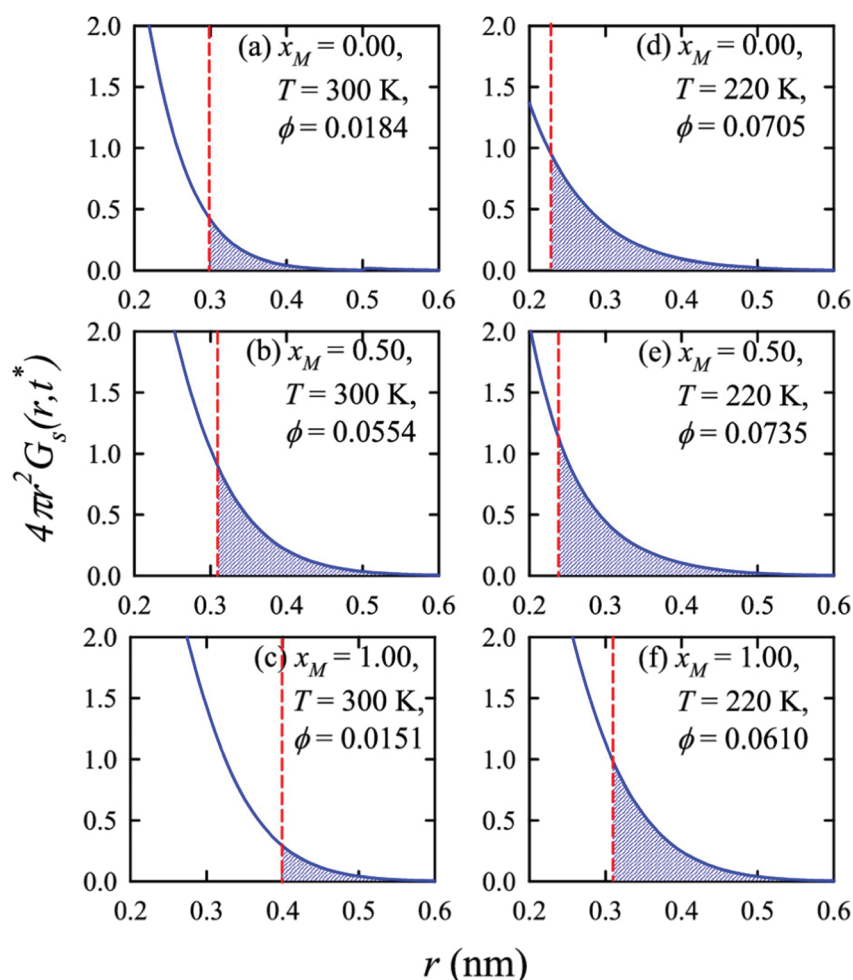 4πr²Gₛ(r,t*)
2.0
1.5
1.0
0.5
0.0
0.2 0.3 0.4 0.5 0.6
(a) x_M = 0.00,
T = 300 K,
ϕ = 0.0184
2.0
1.5
1.0
0.5
0.0
0.2 0.3 0.4 0.5 0.6
(d) x_M = 0.00,
T = 220 K,
ϕ = 0.0705
2.0
1.5
1.0
0.5
0.0
0.2 0.3 0.4 0.5 0.6
(b) x_M = 0.50,
T = 300 K,
ϕ = 0.0554
2.0
1.5
1.0
0.5
0.0
0.2 0.3 0.4 0.5 0.6
(e) x_M = 0.50,
T = 220 K,
ϕ = 0.0735
2.0
1.5
1.0
0.5
0.0
0.2 0.3 0.4 0.5 0.6
(c) x_M = 1.00,
T = 300 K,
ϕ = 0.0151
2.0
1.5
1.0
0.5
0.0
0.2 0.3 0.4 0.5 0.6
(f) x_M = 1.00,
T = 220 K,
ϕ = 0.0610
r (nm)